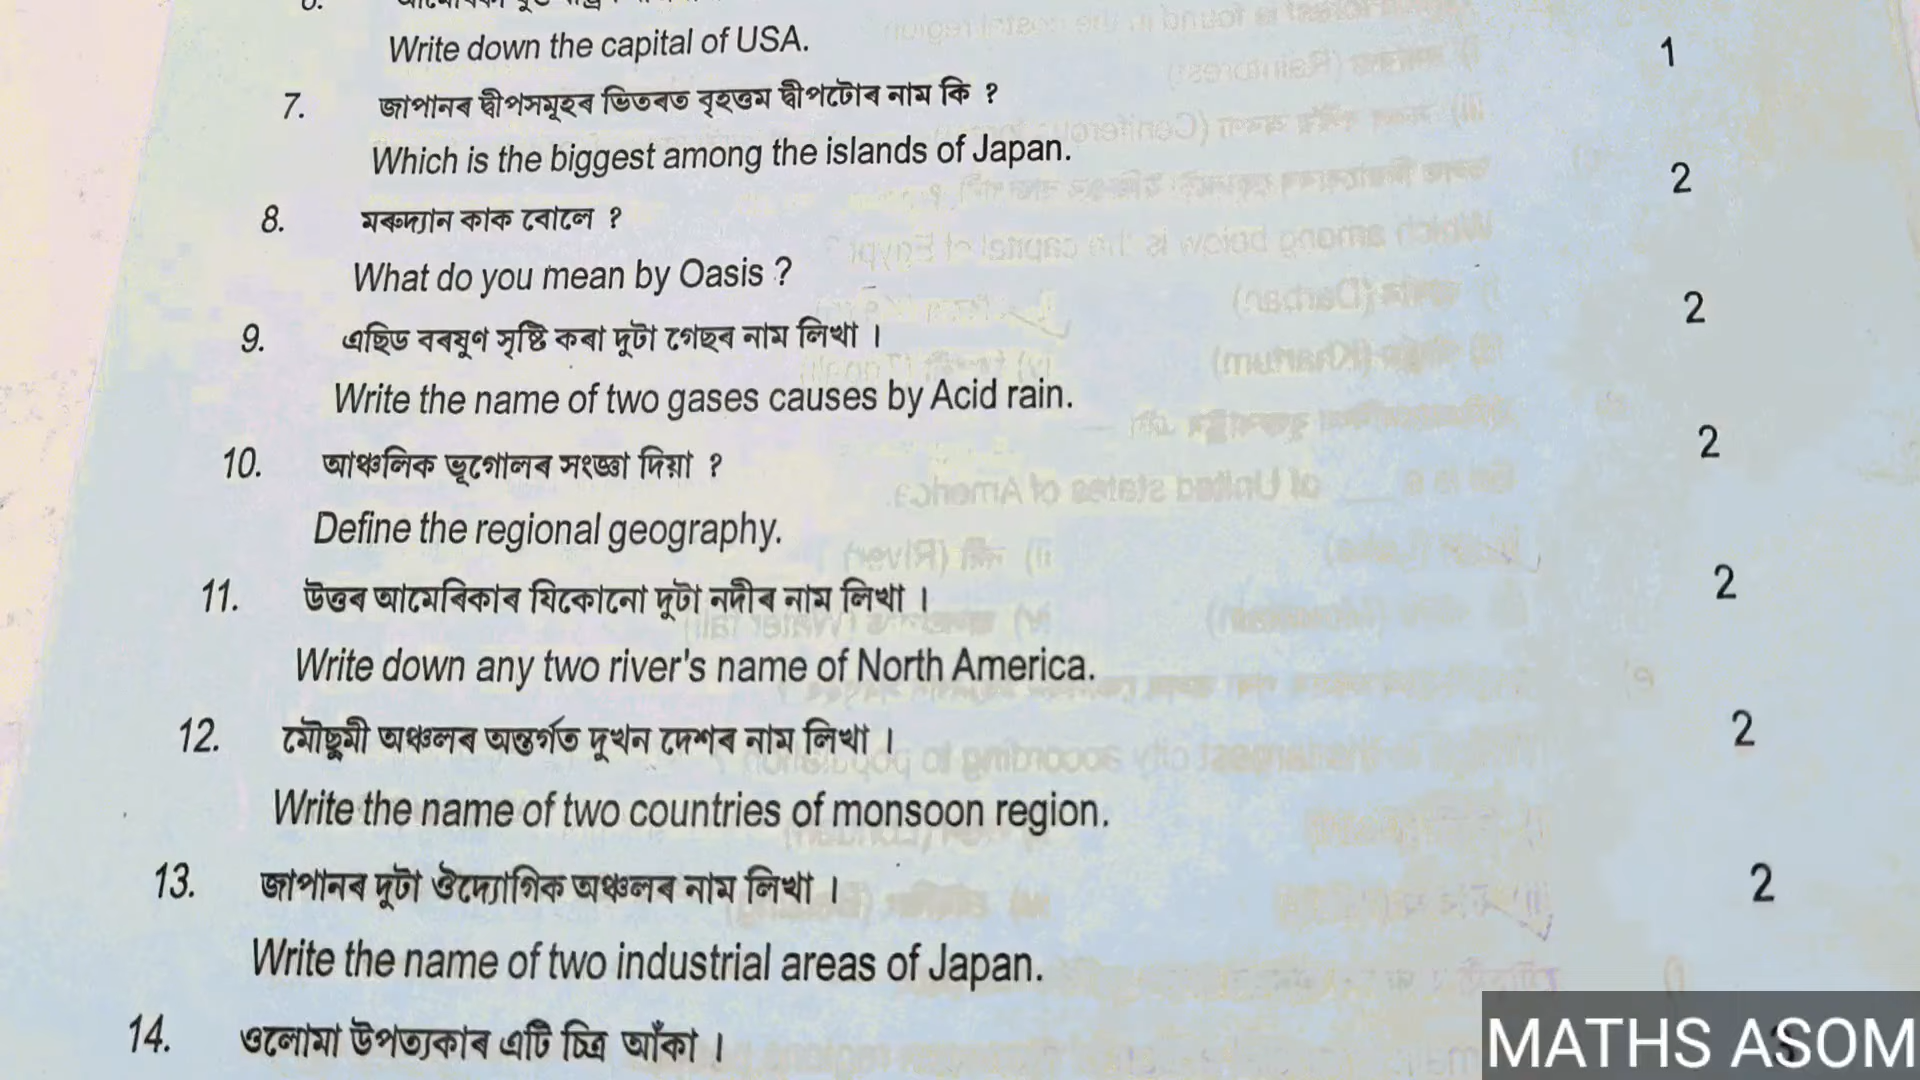 Write down the capital of USA.
1
7. জাপানৰ দ্বীপসমূহৰ ভিতৰত বৃহত্তম দ্বীপটোৰ নাম কি ?
Which is the biggest among the islands of Japan.
2
8. মৰুদ্যান কাক বোলে ?
What do you mean by Oasis ?
2
9. এছিড বৰষুণ সৃষ্টি কৰা দুটা গেছৰ নাম লিখা ।
Write the name of two gases causes by Acid rain.
2
10. আঞ্চলিক ভূগোলৰ সংজ্ঞা দিয়া ?
Define the regional geography.
2
11. উত্তৰ আমেৰিকাৰ যিকোনো দুটা নদীৰ নাম লিখা ।
Write down any two river's name of North America.
2
12. মৌছুমী অঞ্চলৰ অন্তৰ্গত দুখন দেশৰ নাম লিখা ।
Write the name of two countries of monsoon region.
2
13. জাপানৰ দুটা ঔদ্যোগিক অঞ্চলৰ নাম লিখা ।
Write the name of two industrial areas of Japan.
14. ওলোমা উপত্যকাৰ এটি চিত্ৰ আঁকা ।
MATHS ASOM